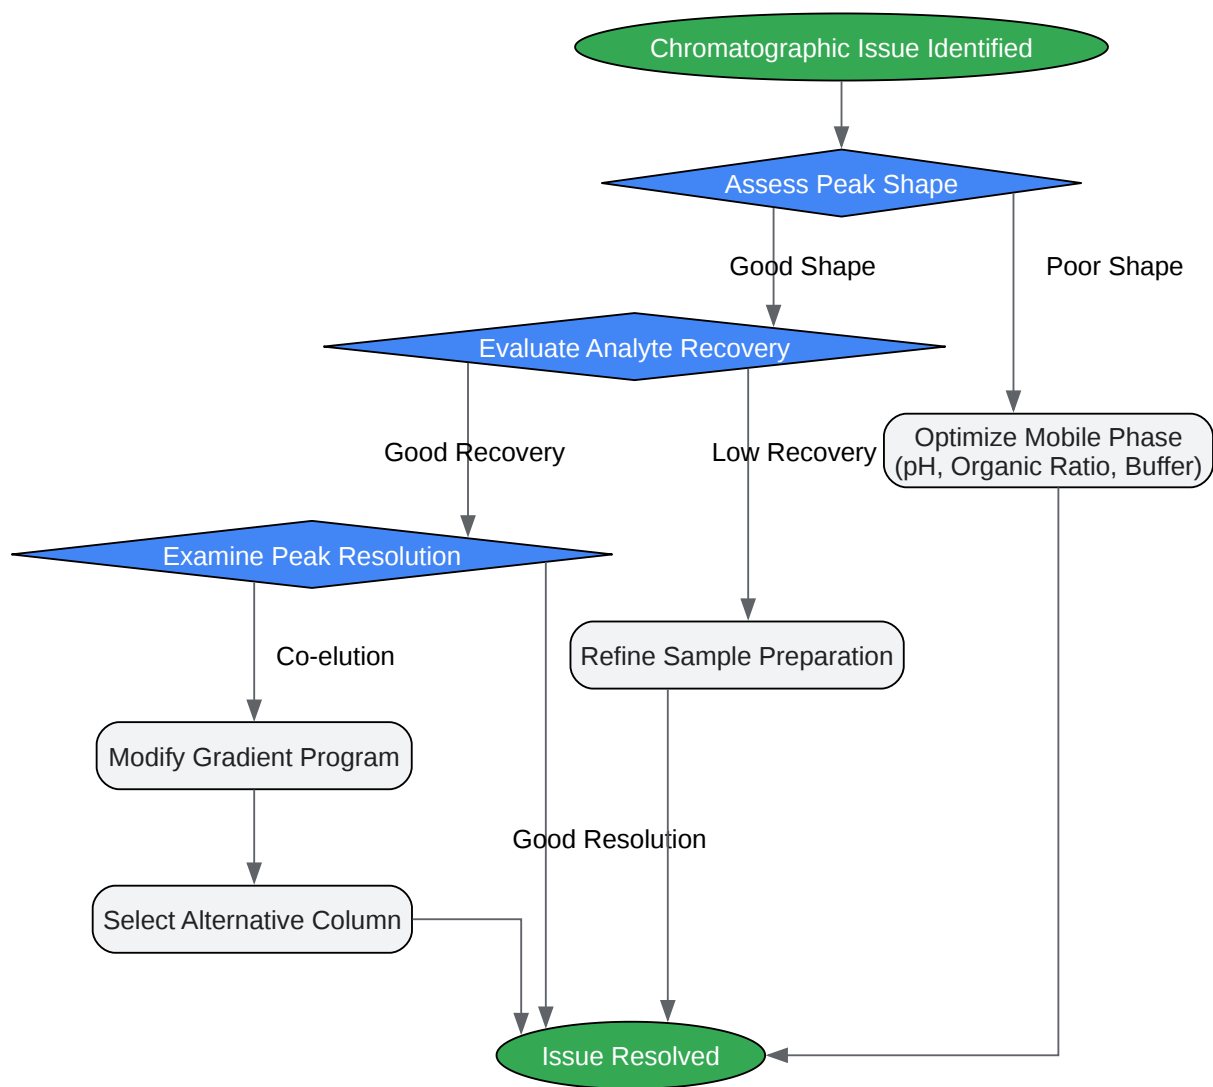 Chromatographic Issue Identified
Assess Peak Shape
Good Shape
Poor Shape
Evaluate Analyte Recovery
Good Recovery
Low Recovery
Optimize Mobile Phase
(pH, Organic Ratio, Buffer)
Examine Peak Resolution
Co-elution
Refine Sample Preparation
Modify Gradient Program
Good Resolution
Select Alternative Column
Issue Resolved